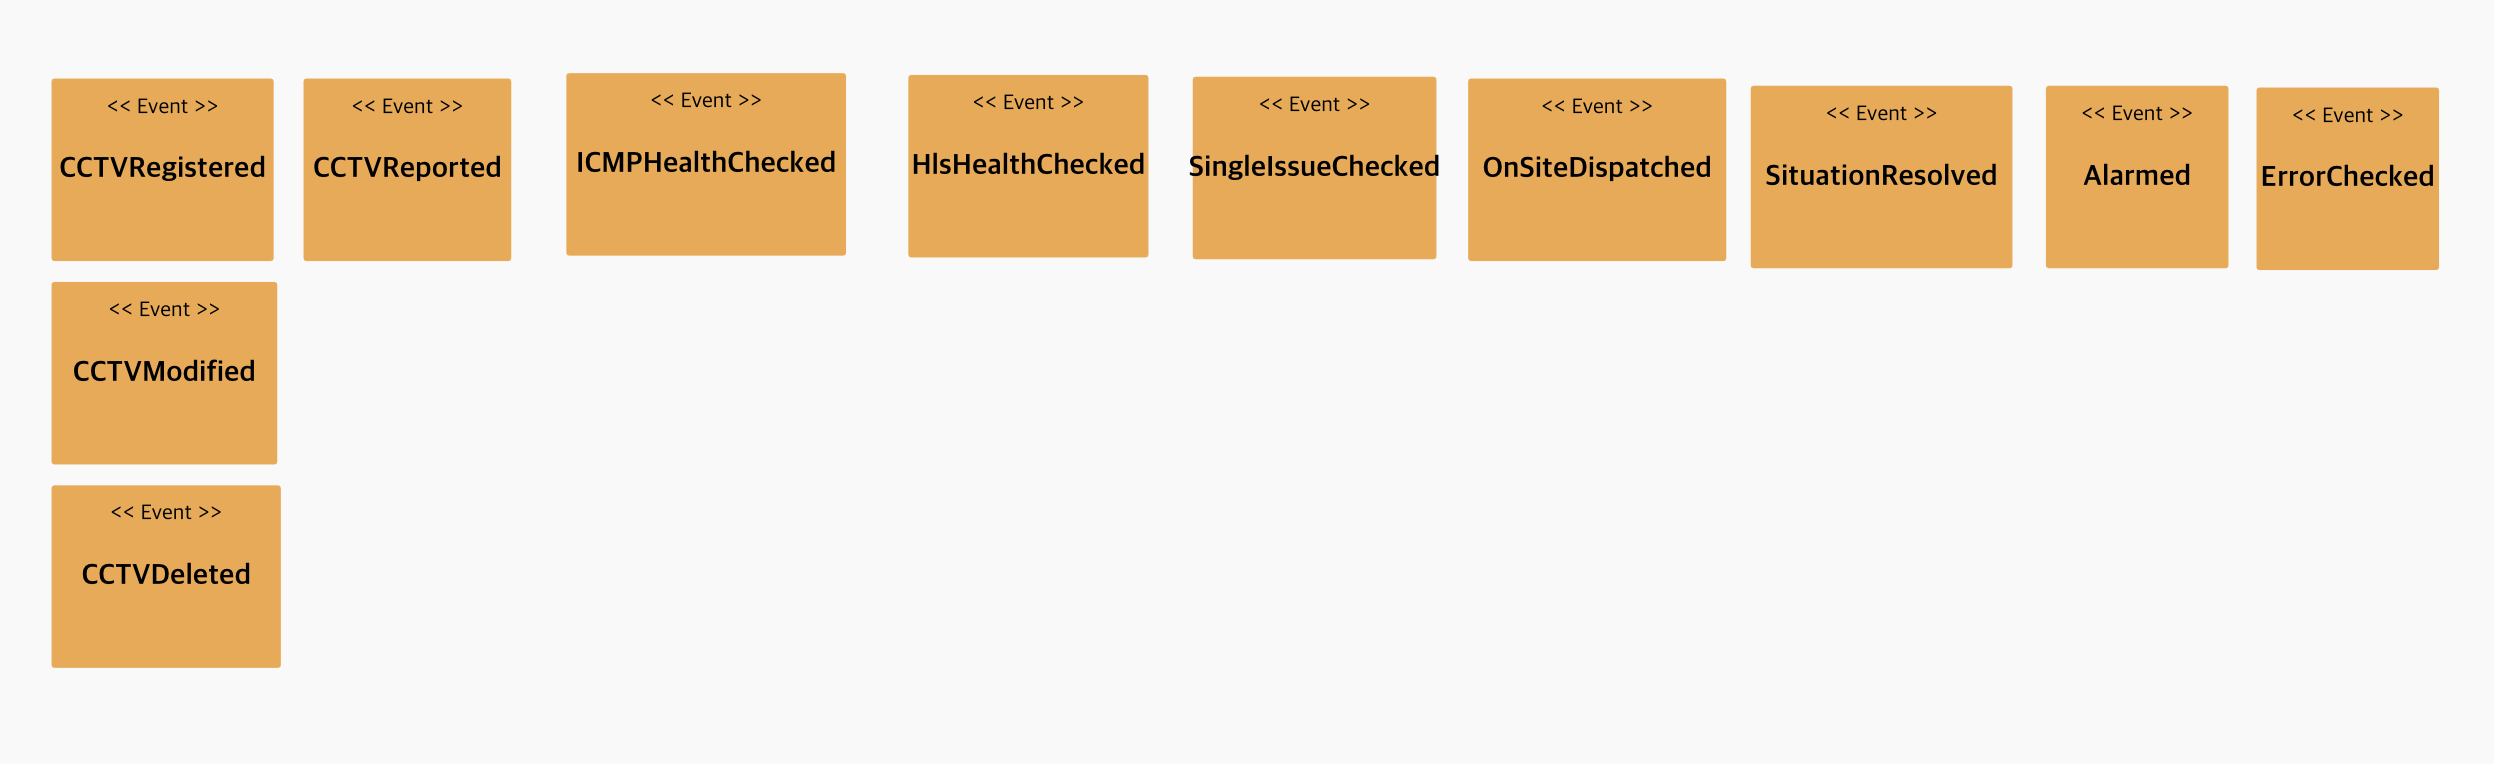 << Event >>
CCTVRegistered
<< Event >>
CCTVReported
<< Event >>
ICMPHealthChecked
<< Event >>
HlsHealthChecked
<< Event >>
SingleIssueChecked
<< Event >>
OnSiteDispatched
<< Event >>
SituationResolved
<< Event >>
Alarmed
<< Event >>
ErrorChecked
<< Event >>
CCTVModified
<< Event >>
CCTVDeleted